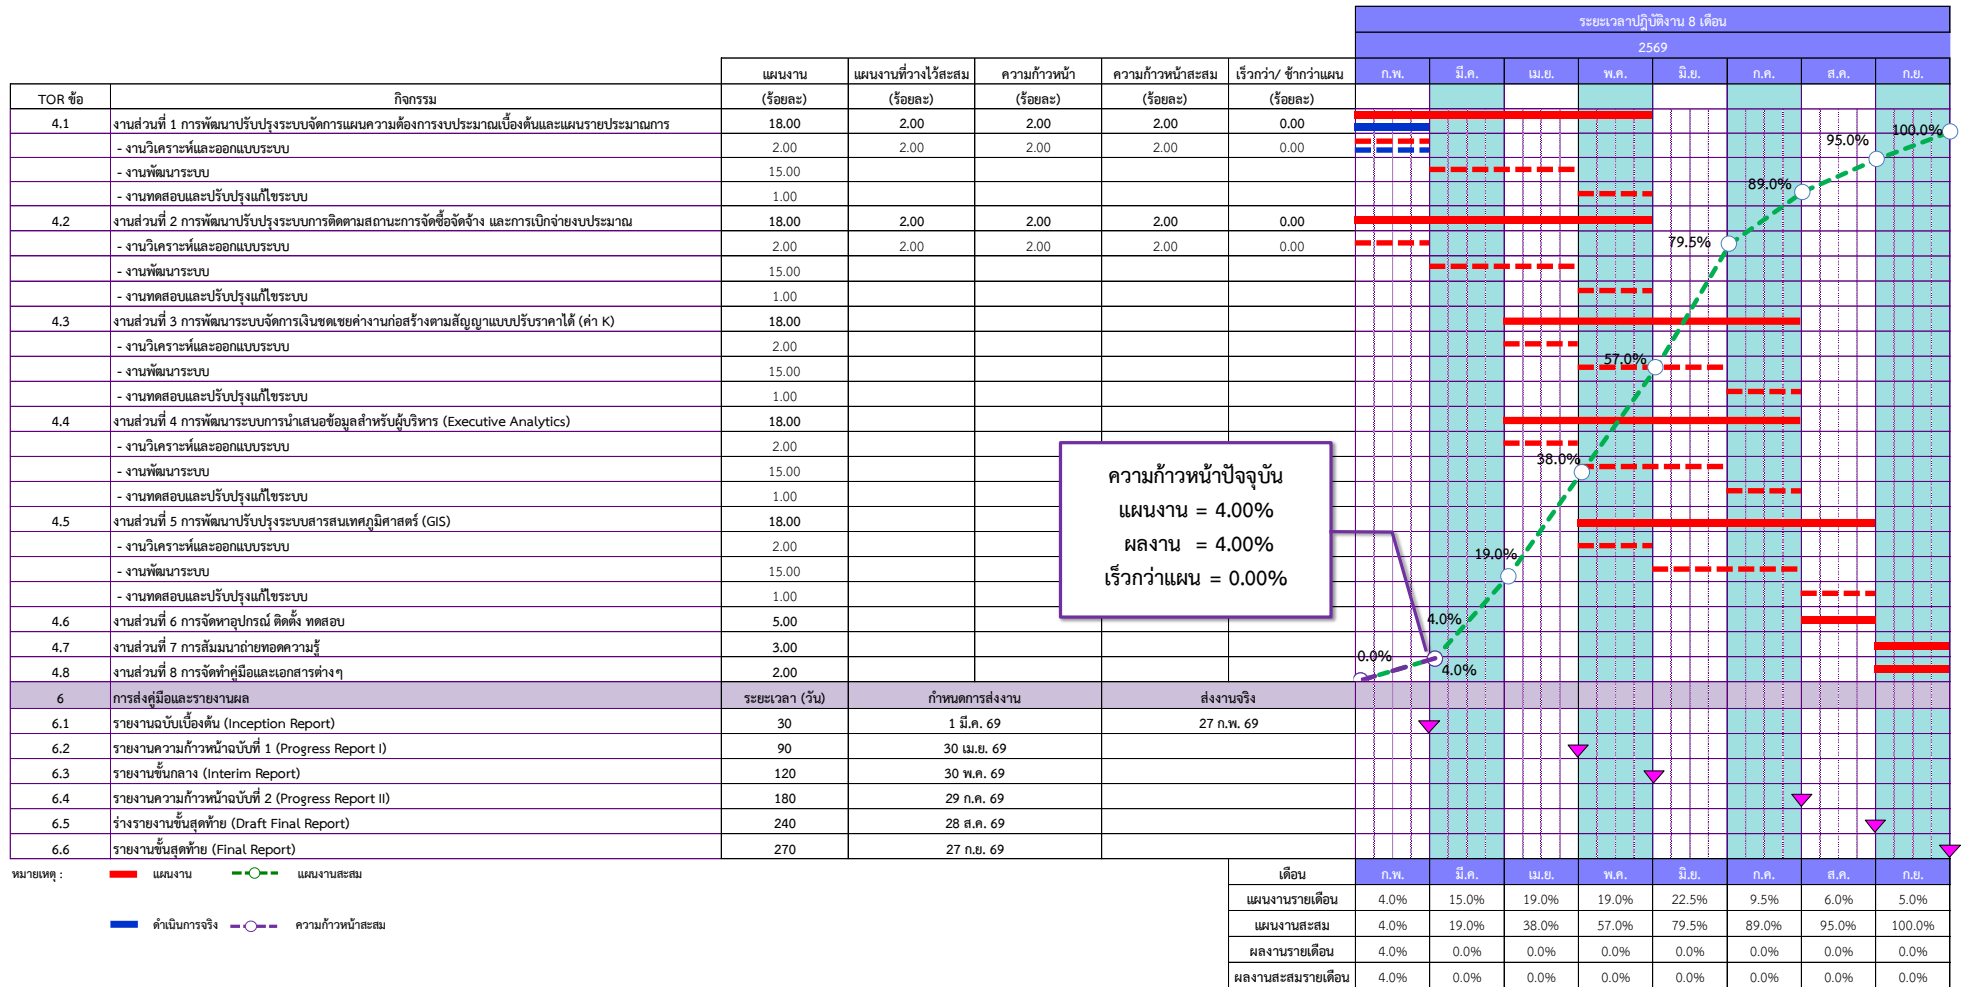 ระยะเวลาปฏิบัติงาน 8 เดือน
2569
แผนงาน แผนงานที่วางไว้สะสม ความก้าวหน้า ความก้าวหน้าสะสม เร็วกว่า/ ช้ากว่าแผน ก.พ. มี.ค. เม.ย. พ.ค. มิ.ย. ก.ค. ส.ค. ก.ย.
TOR ข้อ กิจกรรม (ร้อยละ) (ร้อยละ) (ร้อยละ) (ร้อยละ) (ร้อยละ)
4.1 งานส่วนที่ 1 การพัฒนาปรับปรุงระบบจัดการแผนความต้องการงบประมาณเบื้องต้นและแผนรายประมาณการ 18.00 2.00 2.00 2.00 0.00 100.0%
- งานวิเคราะห์และออกแบบระบบ 2.00 2.00 2.00 2.00 0.00 95.0%
- งานพัฒนาระบบ 15.00
- งานทดสอบและปรับปรุงแก้ไขระบบ 1.00 89.0%
4.2 งานส่วนที่ 2 การพัฒนาปรับปรุงระบบการติดตามสถานะการจัดซื้อจัดจ้าง และการเบิกจ่ายงบประมาณ 18.00 2.00 2.00 2.00 0.00
- งานวิเคราะห์และออกแบบระบบ 2.00 2.00 2.00 2.00 0.00 79.5%
- งานพัฒนาระบบ 15.00
- งานทดสอบและปรับปรุงแก้ไขระบบ 1.00
4.3 งานส่วนที่ 3 การพัฒนาระบบจัดการเงินชดเชยค่างานก่อสร้างตามสัญญาแบบปรับราคาได้ (ค่า K) 18.00
- งานวิเคราะห์และออกแบบระบบ 2.00
57.0%
- งานพัฒนาระบบ 15.00
- งานทดสอบและปรับปรุงแก้ไขระบบ 1.00
4.4 งานส่วนที่ 4 การพัฒนาระบบการนำเสนอข้อมูลสำหรับผู้บริหาร (Executive Analytics) 18.00
- งานวิเคราะห์และออกแบบระบบ 2.00
38.0%
- งานพัฒนาระบบ 15.00
- งานทดสอบและปรับปรุงแก้ไขระบบ 1.00
4.5 งานส่วนที่ 5 การพัฒนาปรับปรุงระบบสารสนเทศภูมิศาสตร์ (GIS) 18.00
- งานวิเคราะห์และออกแบบระบบ 2.00
19.0%
- งานพัฒนาระบบ 15.00
- งานทดสอบและปรับปรุงแก้ไขระบบ 1.00
ความก้าวหน้าปัจจุบัน
แผนงาน = 4.00%
ผลงาน = 4.00%
เร็วกว่าแผน = 0.00%
4.6 งานส่วนที่ 6 การจัดหาอุปกรณ์ ติดตั้ง ทดสอบ 5.00 4.0%
4.7 งานส่วนที่ 7 การสัมมนาถ่ายทอดความรู้ 3.00 0.0%
4.8 งานส่วนที่ 8 การจัดทำคู่มือและเอกสารต่างๆ 2.00 4.0%
6 การส่งคู่มือและรายงานผล ระยะเวลา (วัน) กำหนดการส่งงาน ส่งงานจริง
6.1 รายงานฉบับเบื้องต้น (Inception Report) 30 1 มี.ค. 69 27 ก.พ. 69
6.2 รายงานความก้าวหน้าฉบับที่ 1 (Progress Report I) 90 30 เม.ย. 69
6.3 รายงานขั้นกลาง (Interim Report) 120 30 พ.ค. 69
6.4 รายงานความก้าวหน้าฉบับที่ 2 (Progress Report II) 180 29 ก.ค. 69
6.5 ร่างรายงานขั้นสุดท้าย (Draft Final Report) 240 28 ส.ค. 69
6.6 รายงานขั้นสุดท้าย (Final Report) 270 27 ก.ย. 69
หมายเหตุ : แผนงาน แผนงานสะสม
ดำเนินการจริง ความก้าวหน้าสะสม
เดือน ก.พ. มี.ค. เม.ย. พ.ค. มิ.ย. ก.ค. ส.ค. ก.ย.
แผนงานรายเดือน 4.0% 15.0% 19.0% 19.0% 22.5% 9.5% 6.0% 5.0%
แผนงานสะสม 4.0% 19.0% 38.0% 57.0% 79.5% 89.0% 95.0% 100.0%
ผลงานรายเดือน 4.0% 0.0% 0.0% 0.0% 0.0% 0.0% 0.0% 0.0%
ผลงานสะสมรายเดือน 4.0% 0.0% 0.0% 0.0% 0.0% 0.0% 0.0% 0.0%